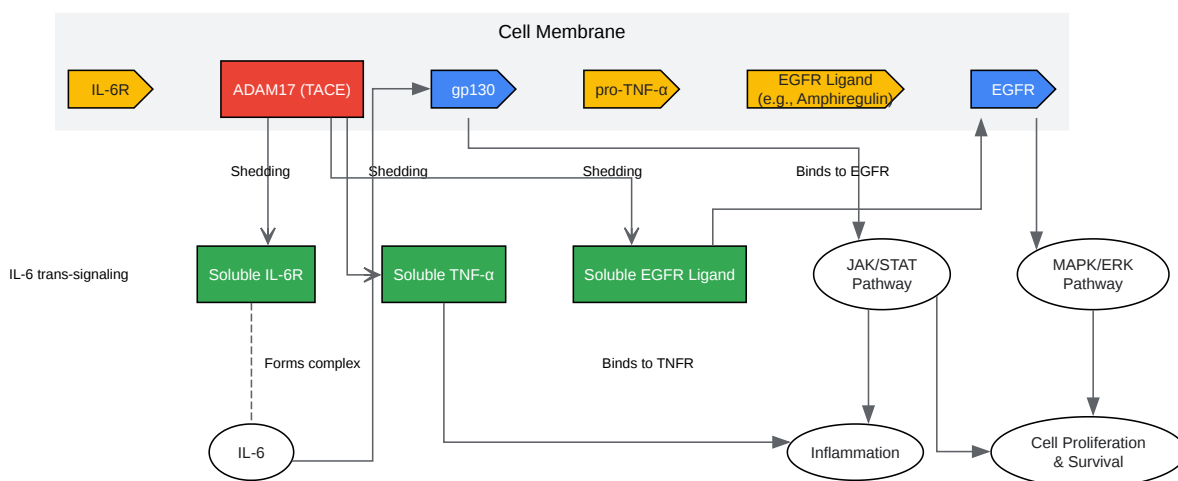 Cell Membrane
IL-6R
ADAM17 (TACE)
gp130
pro-TNF-α
EGFR Ligand
(e.g., Amphiregulin)
EGFR
Shedding
Shedding
Shedding
Binds to EGFR
IL-6 trans-signaling
Soluble IL-6R
Soluble TNF-α
Soluble EGFR Ligand
JAK/STAT
Pathway
MAPK/ERK
Pathway
Forms complex
Binds to TNFR
IL-6
Inflammation
Cell Proliferation
& Survival